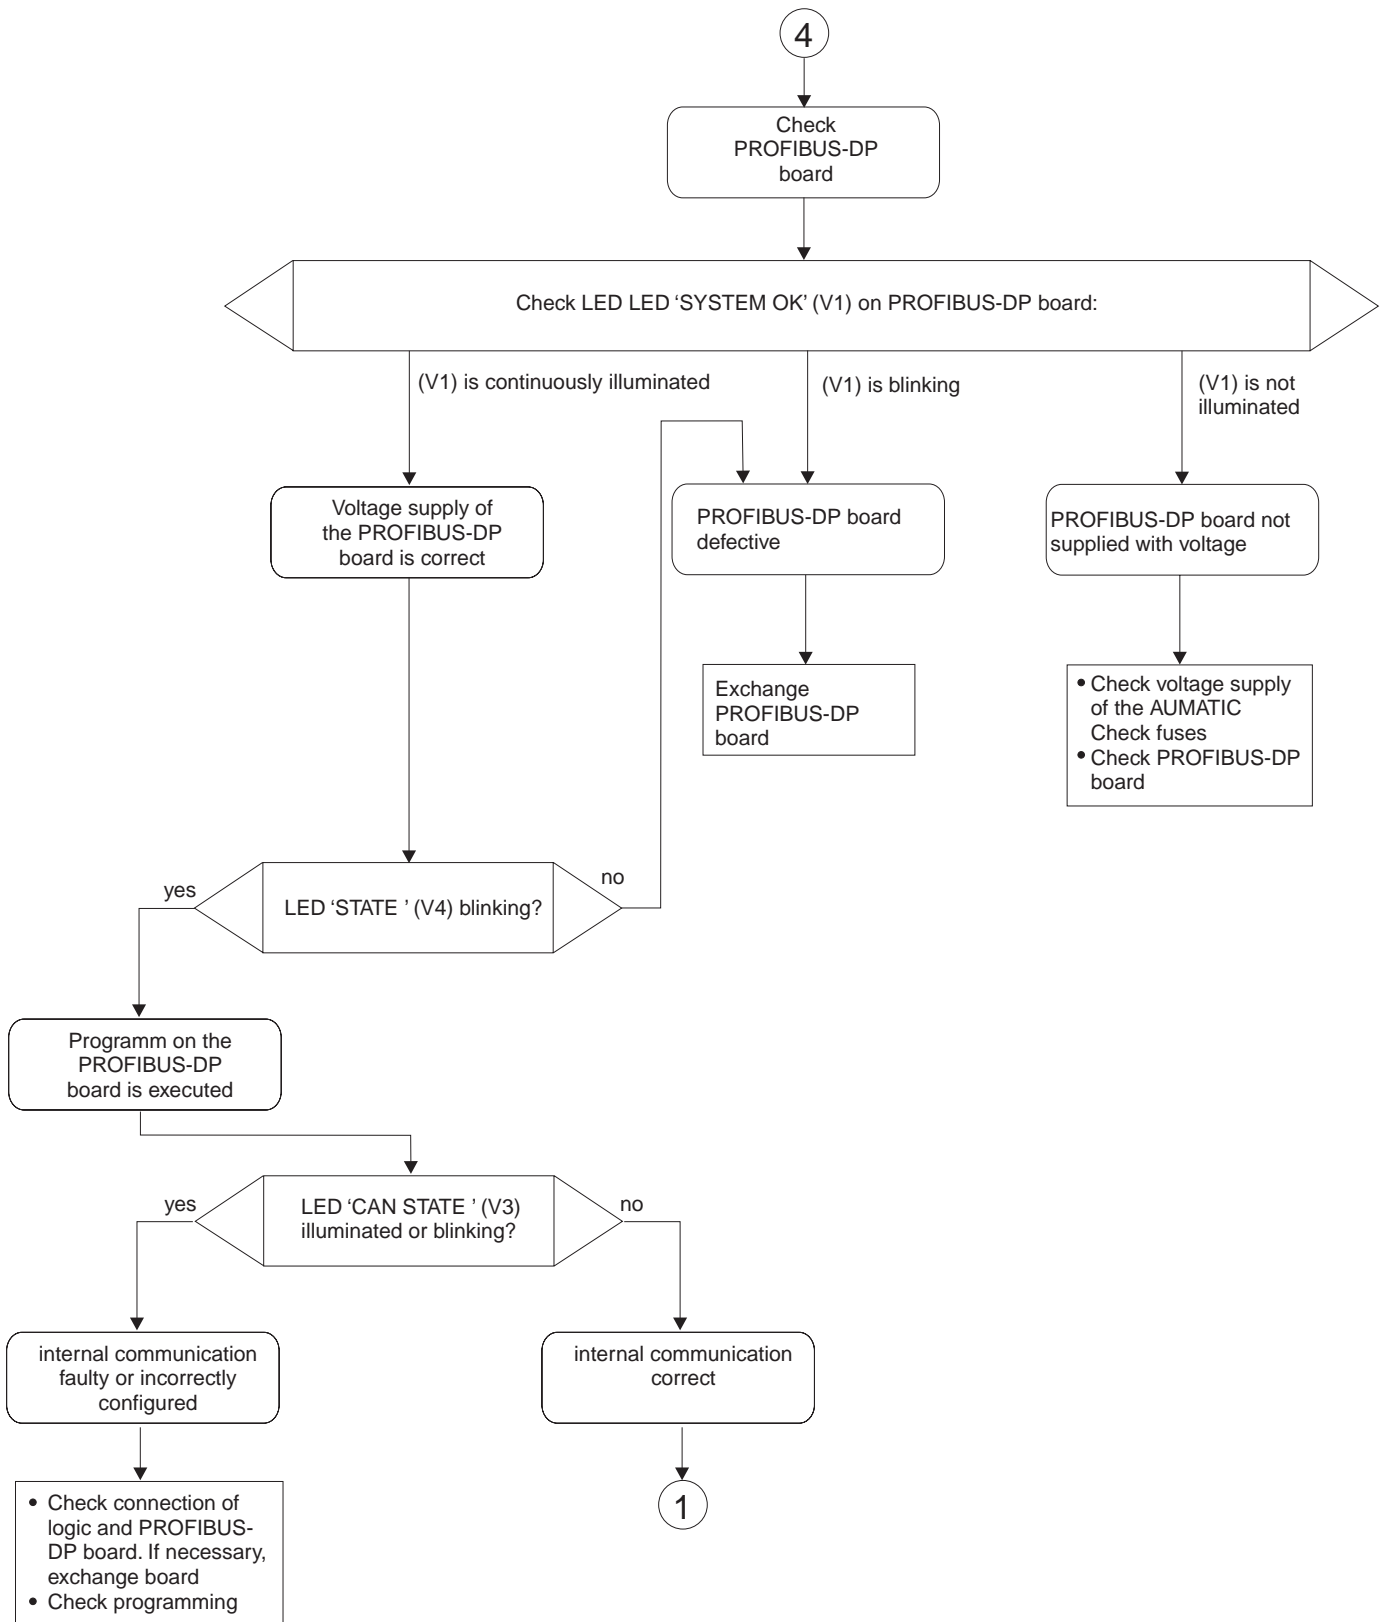 4
Check
PROFIBUS-DP
board
Check LED LED ‘SYSTEM OK’ (V1) on PROFIBUS-DP board:
(V1) is continuously illuminated
(V1) is blinking
(V1) is not
illuminated
Voltage supply of
the PROFIBUS-DP
board is correct
PROFIBUS-DP board
defective
PROFIBUS-DP board not
supplied with voltage
Exchange
PROFIBUS-DP
board
• Check voltage supply
of the AUMATIC
Check fuses
• Check PROFIBUS-DP
board
yes
LED ‘STATE ’ (V4) blinking?
no
Programm on the
PROFIBUS-DP
board is executed
yes
LED ‘CAN STATE ’ (V3)
illuminated or blinking?
no
internal communication
faulty or incorrectly
configured
internal communication
correct
• Check connection of
logic and PROFIBUS-
DP board. If necessary,
exchange board
• Check programming
1